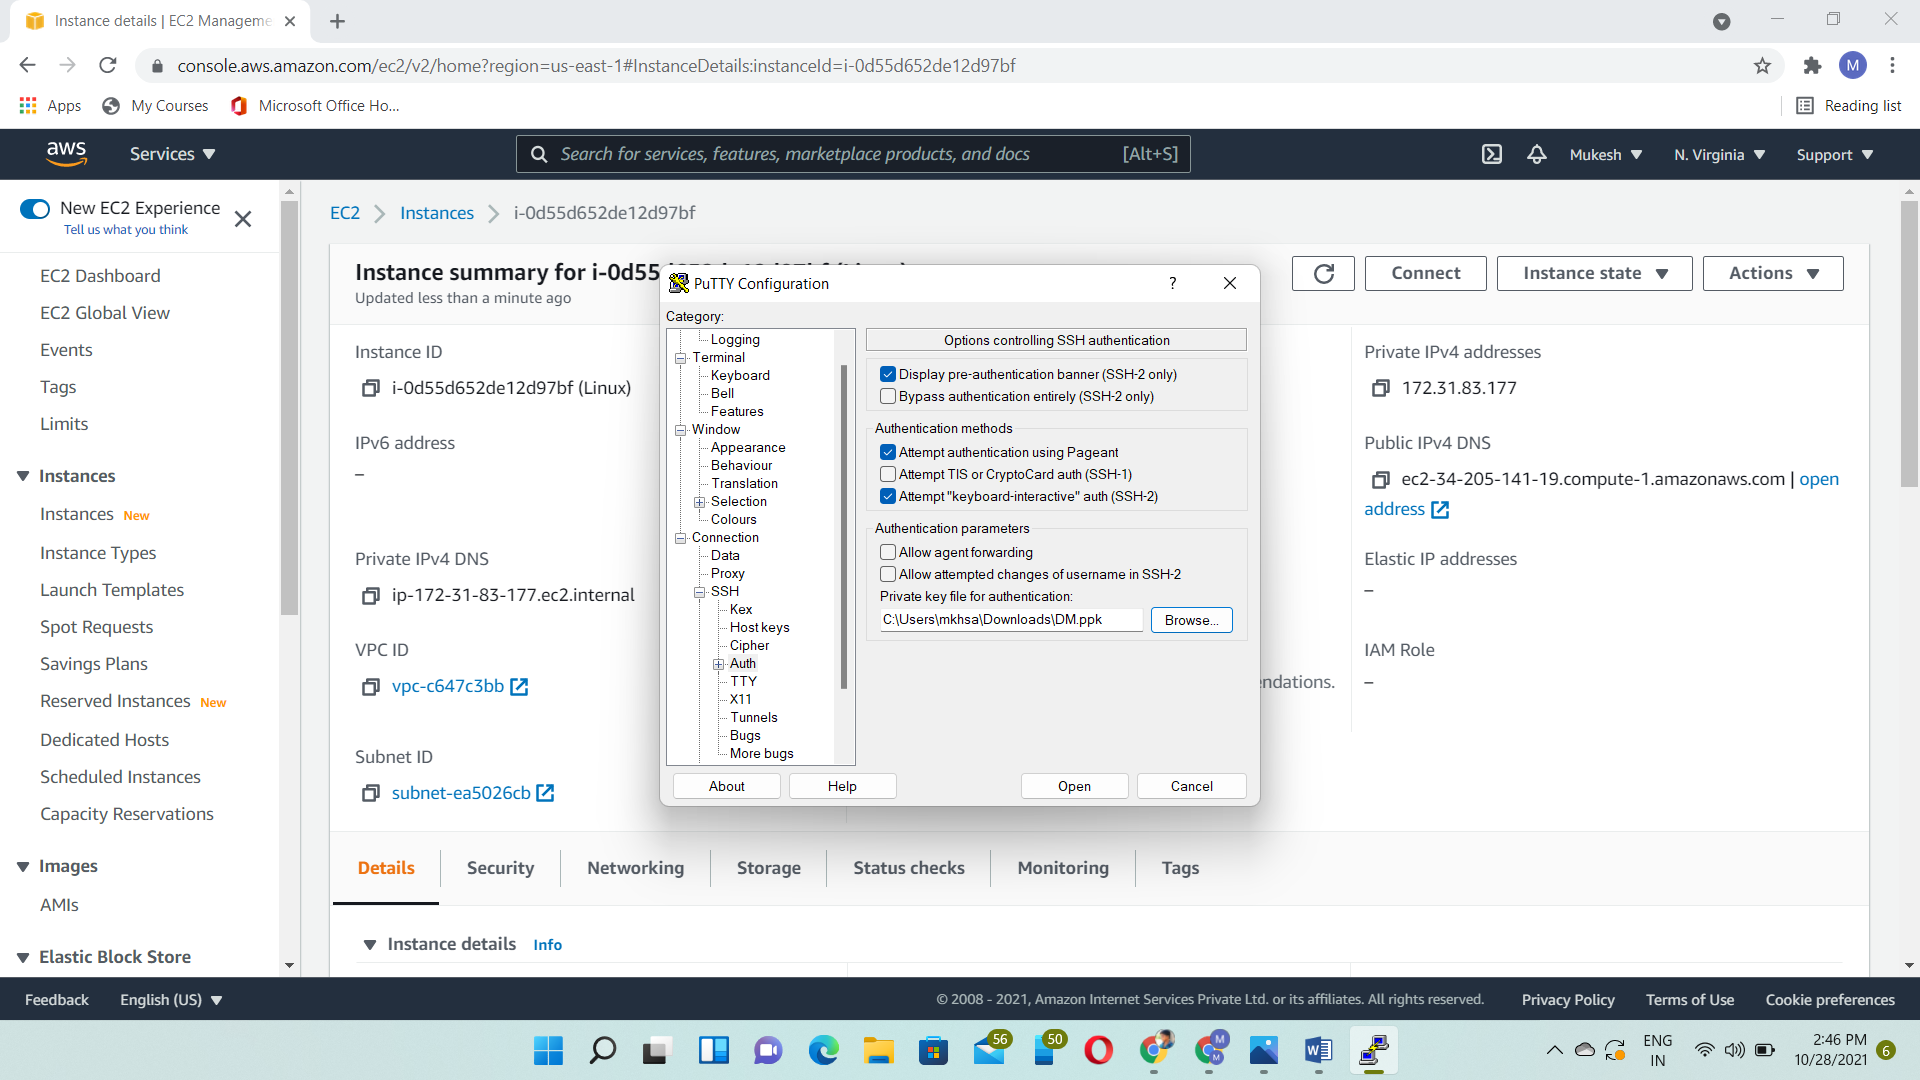 Instance details | EC2 Manageme
console.aws.amazon.com/ec2/v2/home?region=us-east-1#InstanceDetails:instanceId=i-0d55d652de12d97bf
M
Apps
My Courses
Microsoft Office Ho...
Reading list
aws
Services
Search for services, features, marketplace products, and docs
[Alt+S]
Mukesh
N. Virginia
Support
New EC2 Experience
Tell us what you think
EC2 Dashboard
EC2 Global View
Events
Tags
Limits
Instances
Instances New
Instance Types
Launch Templates
Spot Requests
Savings Plans
Reserved Instances New
Dedicated Hosts
Scheduled Instances
Capacity Reservations
Images
AMIs
Elastic Block Store
EC2
Instances
i-0d55d652de12d97bf
Instance summary for i-0d55
Updated less than a minute ago
Connect
Instance state
Actions
Instance ID
i-0d55d652de12d97bf (Linux)
IPv6 address
–
Private IPv4 DNS
ip-172-31-83-177.ec2.internal
VPC ID
vpc-c647c3bb
Subnet ID
subnet-ea5026cb
PuTTY Configuration
?
Category:
Logging
Terminal
Keyboard
Bell
Features
Window
Appearance
Behaviour
Translation
Selection
Colours
Connection
Data
Proxy
SSH
Kex
Host keys
Cipher
Auth
TTY
X11
Tunnels
Bugs
More bugs
Options controlling SSH authentication
Display pre-authentication banner (SSH-2 only)
Bypass authentication entirely (SSH-2 only)
Authentication methods
Attempt authentication using Pageant
Attempt TIS or CryptoCard auth (SSH-1)
Attempt "keyboard-interactive" auth (SSH-2)
Authentication parameters
Allow agent forwarding
Allow attempted changes of username in SSH-2
Private key file for authentication:
C:\Users\mkhsa\Downloads\DM.ppk
Browse...
About
Help
Open
Cancel
ndations.
Private IPv4 addresses
172.31.83.177
Public IPv4 DNS
ec2-34-205-141-19.compute-1.amazonaws.com | open
address
Elastic IP addresses
–
IAM Role
–
Details
Security
Networking
Storage
Status checks
Monitoring
Tags
Instance details Info
Feedback
English (US)
© 2008 - 2021, Amazon Internet Services Private Ltd. or its affiliates. All rights reserved.
Privacy Policy
Terms of Use
Cookie preferences
56
50
M
M
ENG
IN
2:46 PM
10/28/2021
6